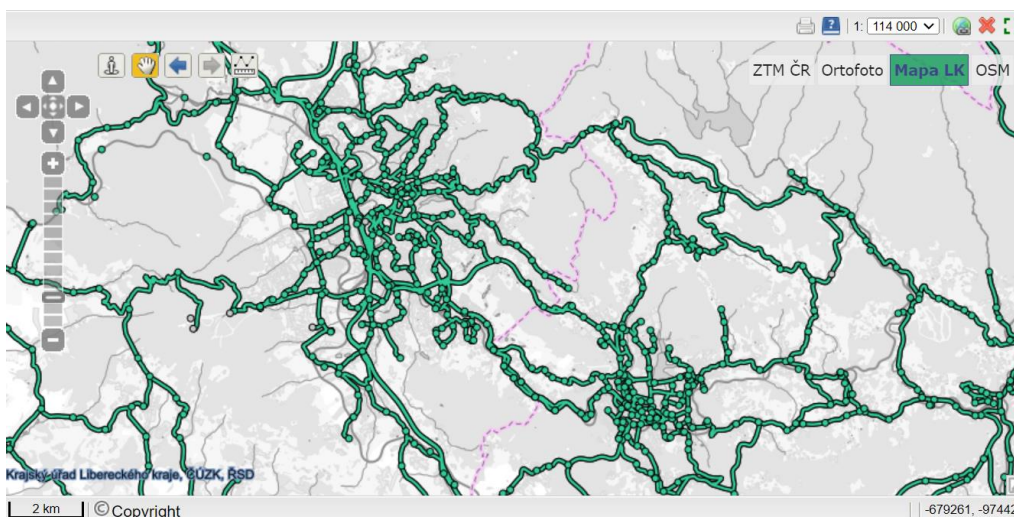 1: 114 000
ZTM ČR Ortofoto Mapa LK OSM
Krajský úřad Libereckého kraje, ČÚZK, ŘSD
2 km © Copyright -679261, -97442